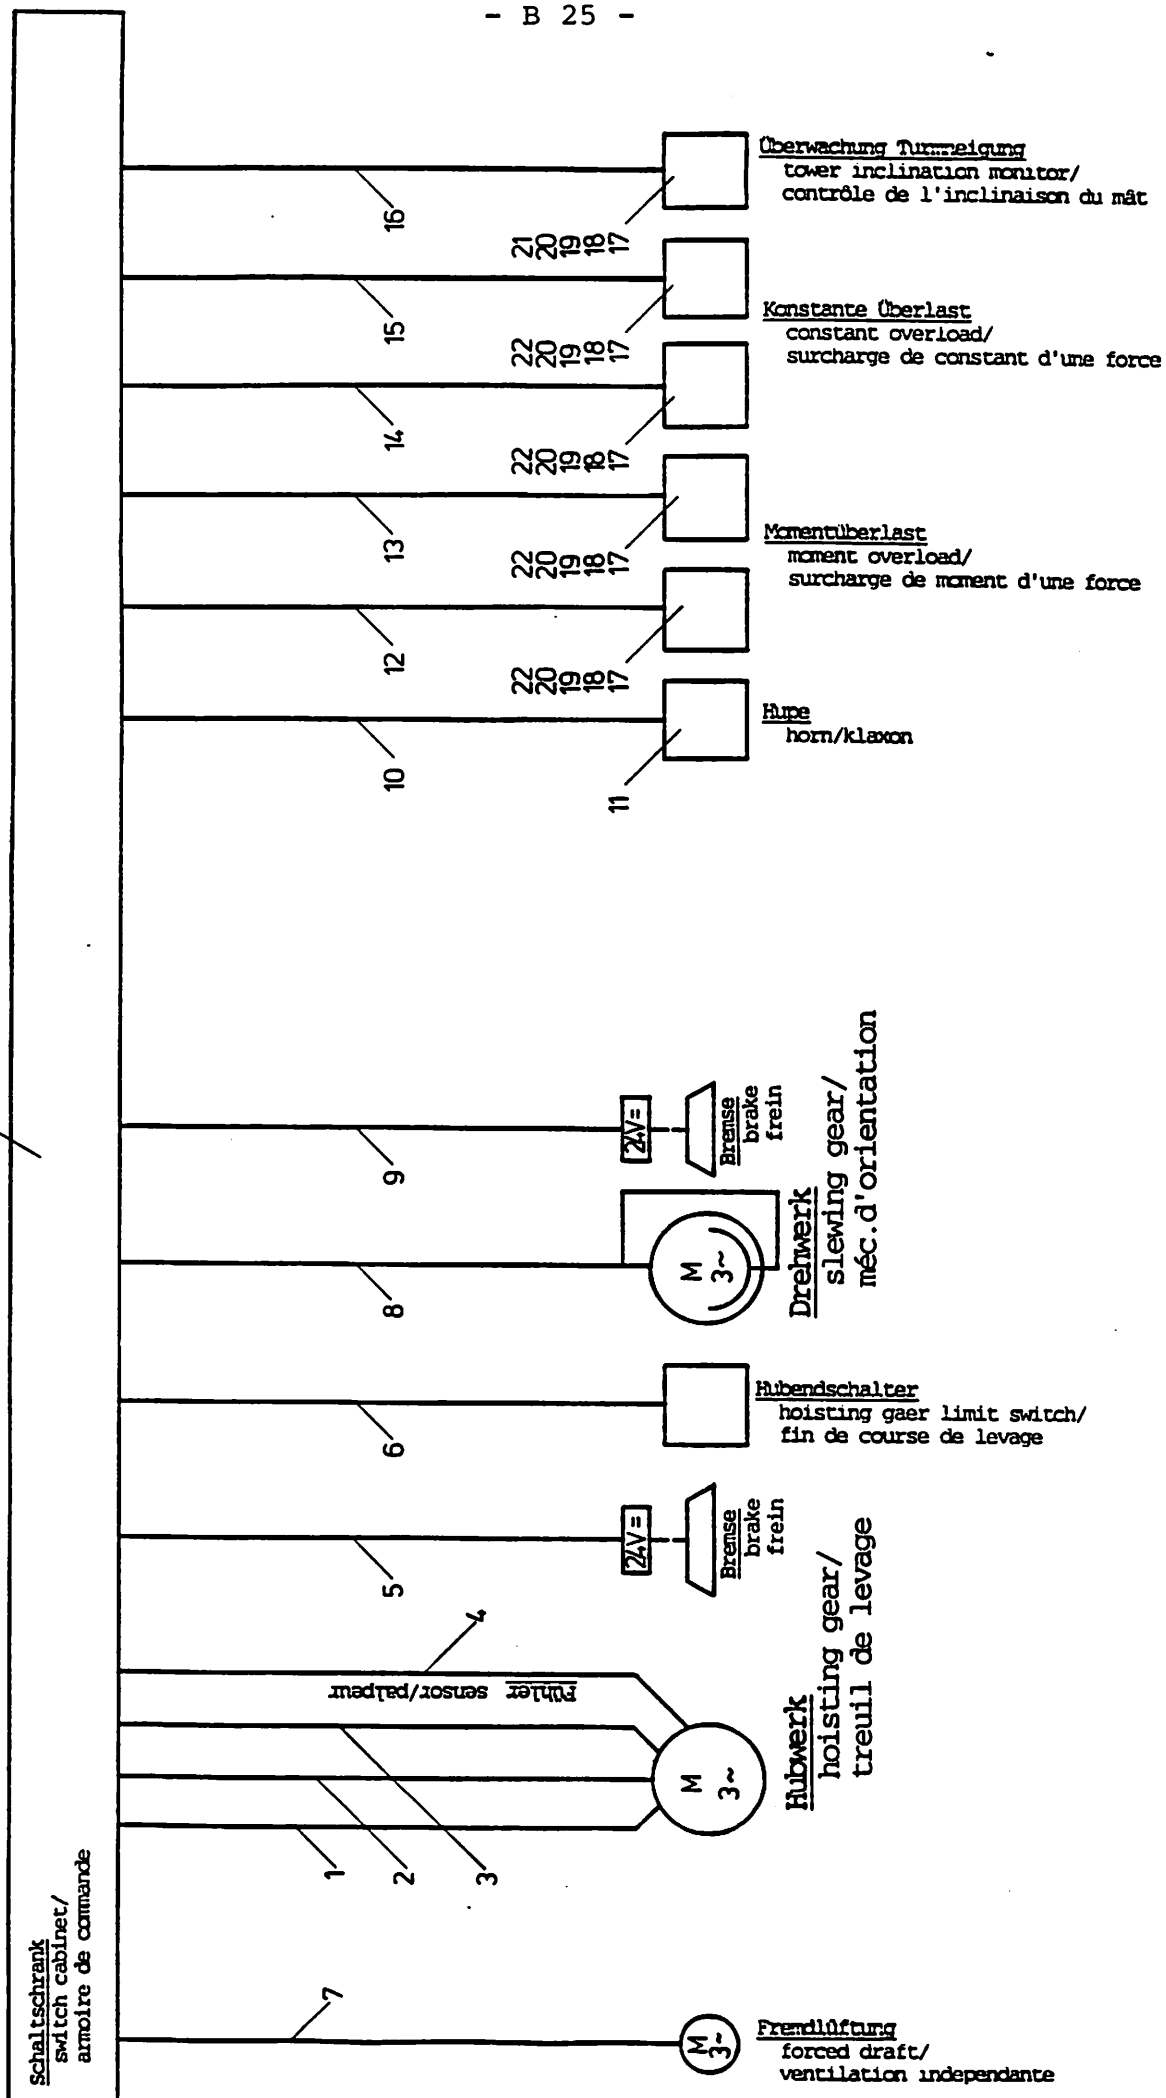 - B 25 -
Überwachung Turmneigung
tower inclination monitor/
contrôle de l'inclinaison du mât
16
21
20
19
18
17
Konstante Überlast
constant overload/
surcharge de constant d'une force
15
22
20
19
18
17
14
22
20
19
18
17
Momentüberlast
moment overload/
surcharge de moment d'une force
13
22
20
19
18
17
12
22
20
19
18
17
Hupe
horn/klaxon
10
11
9
24V=
Bremse
brake
frein
8
M
3~
Drehwerk
slewing gear/
méc.d'orientation
6
Hubendschalter
hoisting gaer limit switch/
fin de course de levage
5
24V=
Bremse
brake
frein
4
Fühler sensor/palpeur
1
2
3
M
3~
Hubwerk
hoisting gear/
treuil de levage
Schaltschrank
switch cabinet/
armoire de commande
7
M
3~
Fremdlüftung
forced draft/
ventilation independante